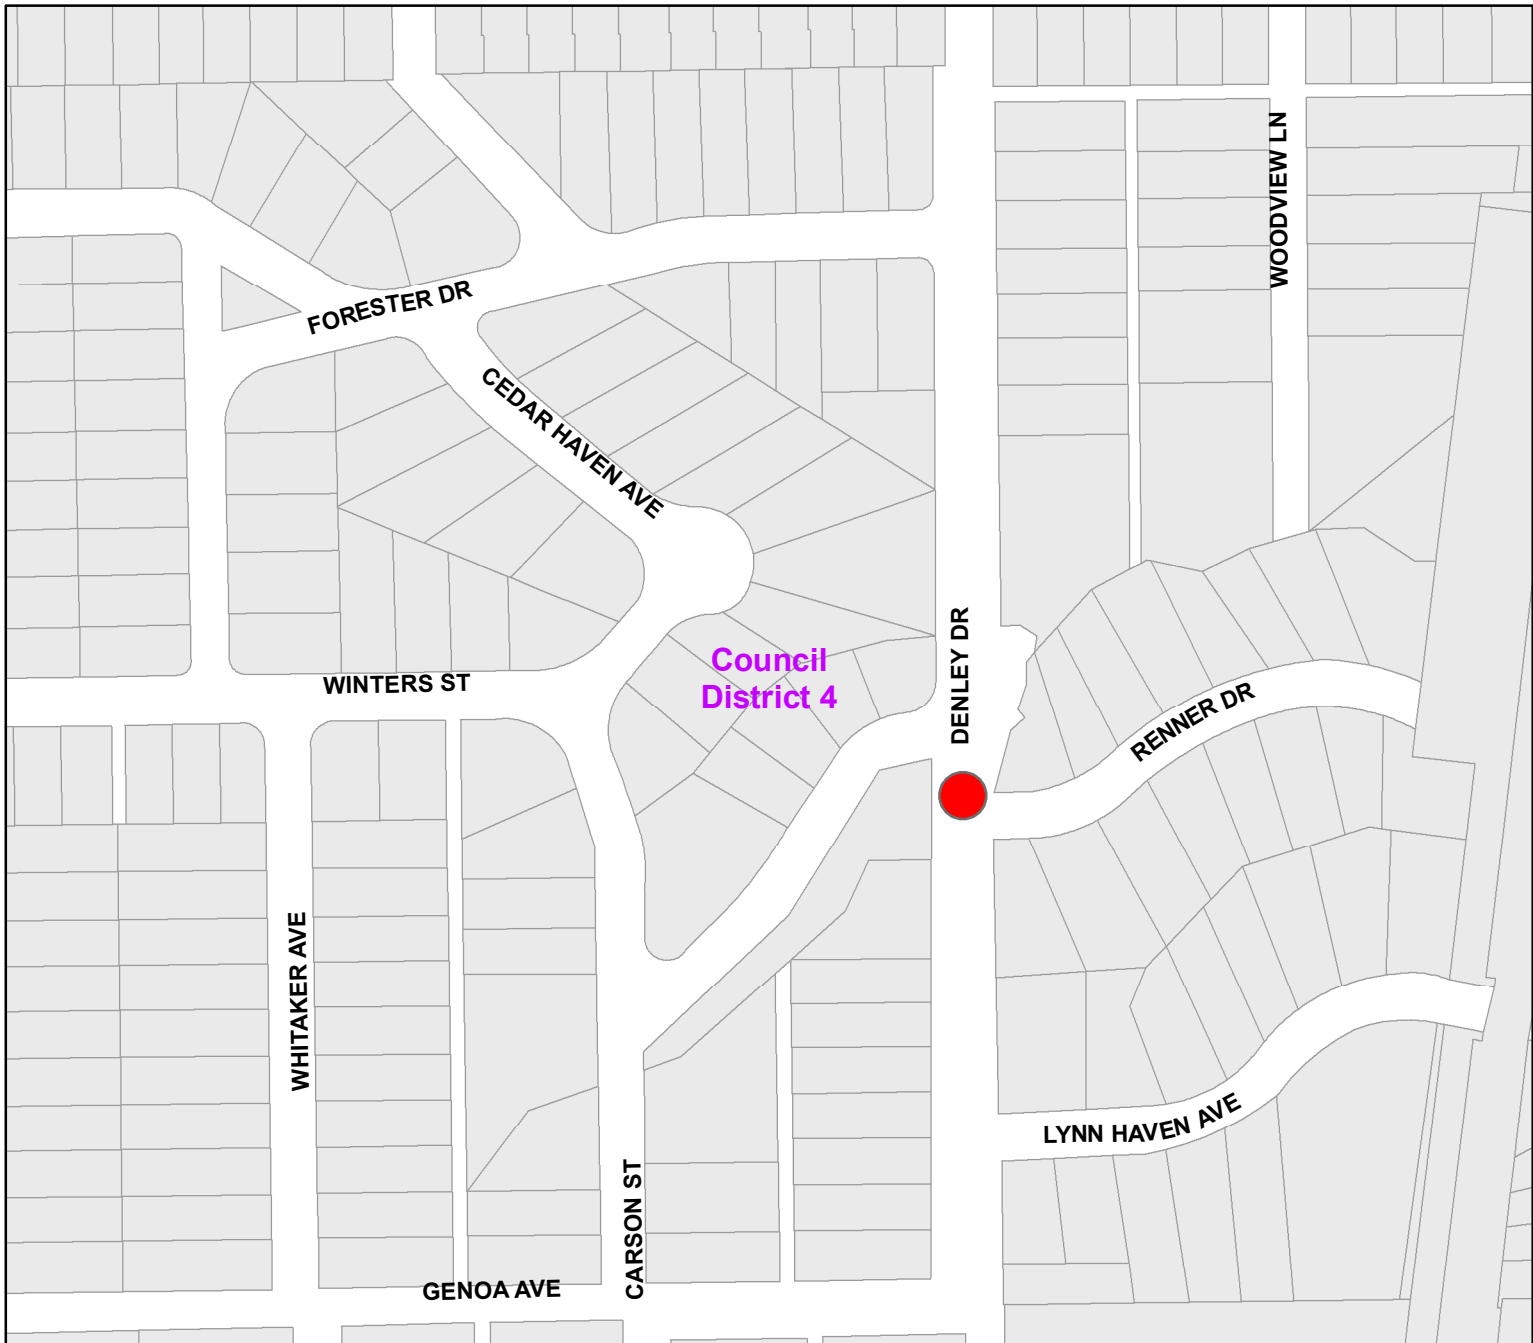 WOODVIEW LN
FORESTER DR
CEDAR HAVEN AVE
Council
District 4
DENLEY DR
WINTERS ST
RENNER DR
WHITAKER AVE
LYNN HAVEN AVE
CARSON ST
GENOA AVE